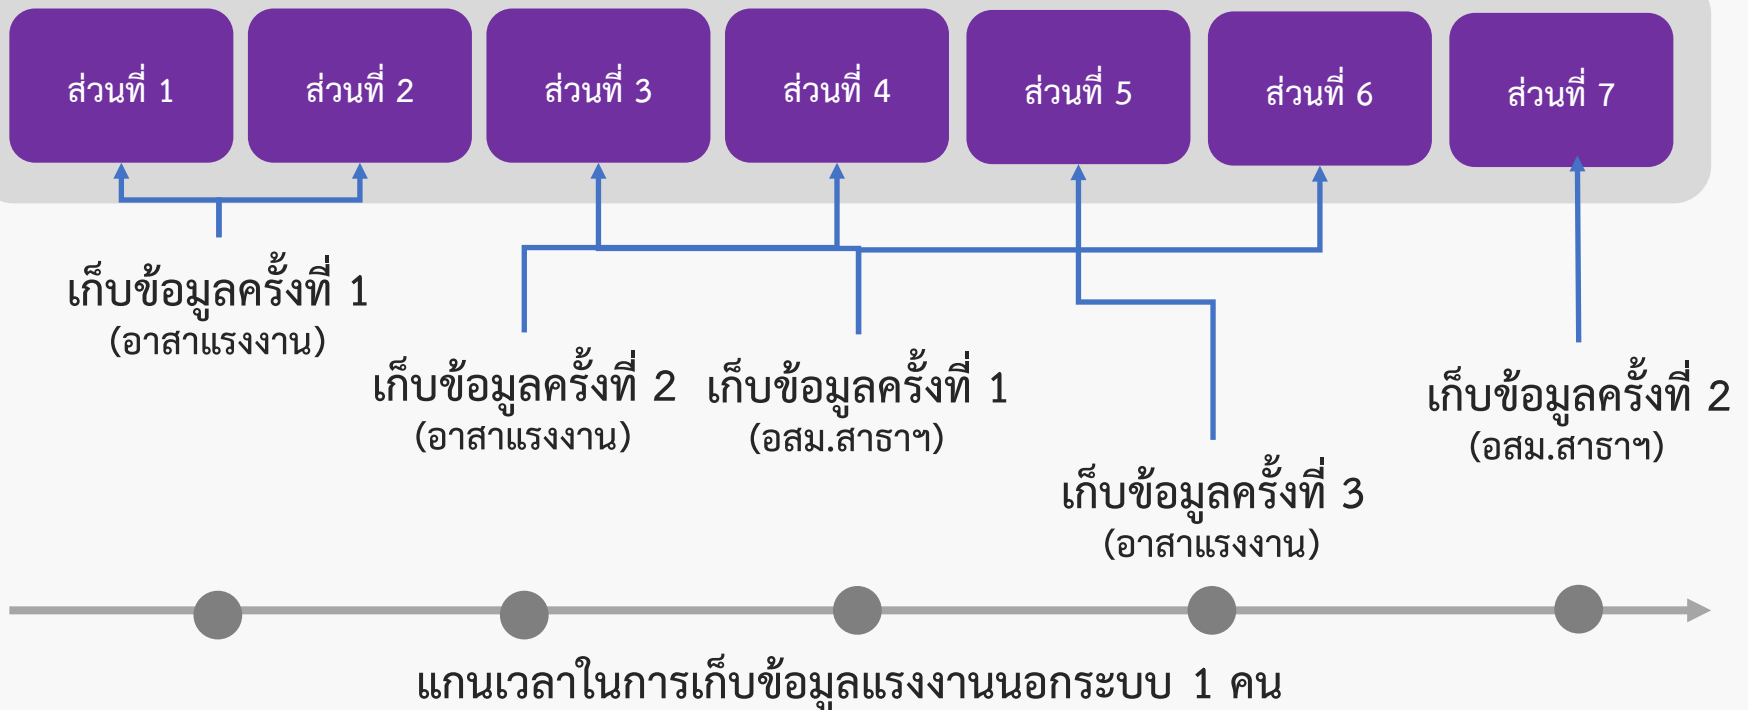 ส่วนที่ 1
ส่วนที่ 2
ส่วนที่ 3
ส่วนที่ 4
ส่วนที่ 5
ส่วนที่ 6
ส่วนที่ 7
เก็บข้อมูลครั้งที่ 1
(อาสาแรงงาน)
เก็บข้อมูลครั้งที่ 2
(อาสาแรงงาน)
เก็บข้อมูลครั้งที่ 1
(อสม.สาธาฯ)
เก็บข้อมูลครั้งที่ 3
(อาสาแรงงาน)
เก็บข้อมูลครั้งที่ 2
(อสม.สาธาฯ)
แกนเวลาในการเก็บข้อมูลแรงงานนอกระบบ 1 คน